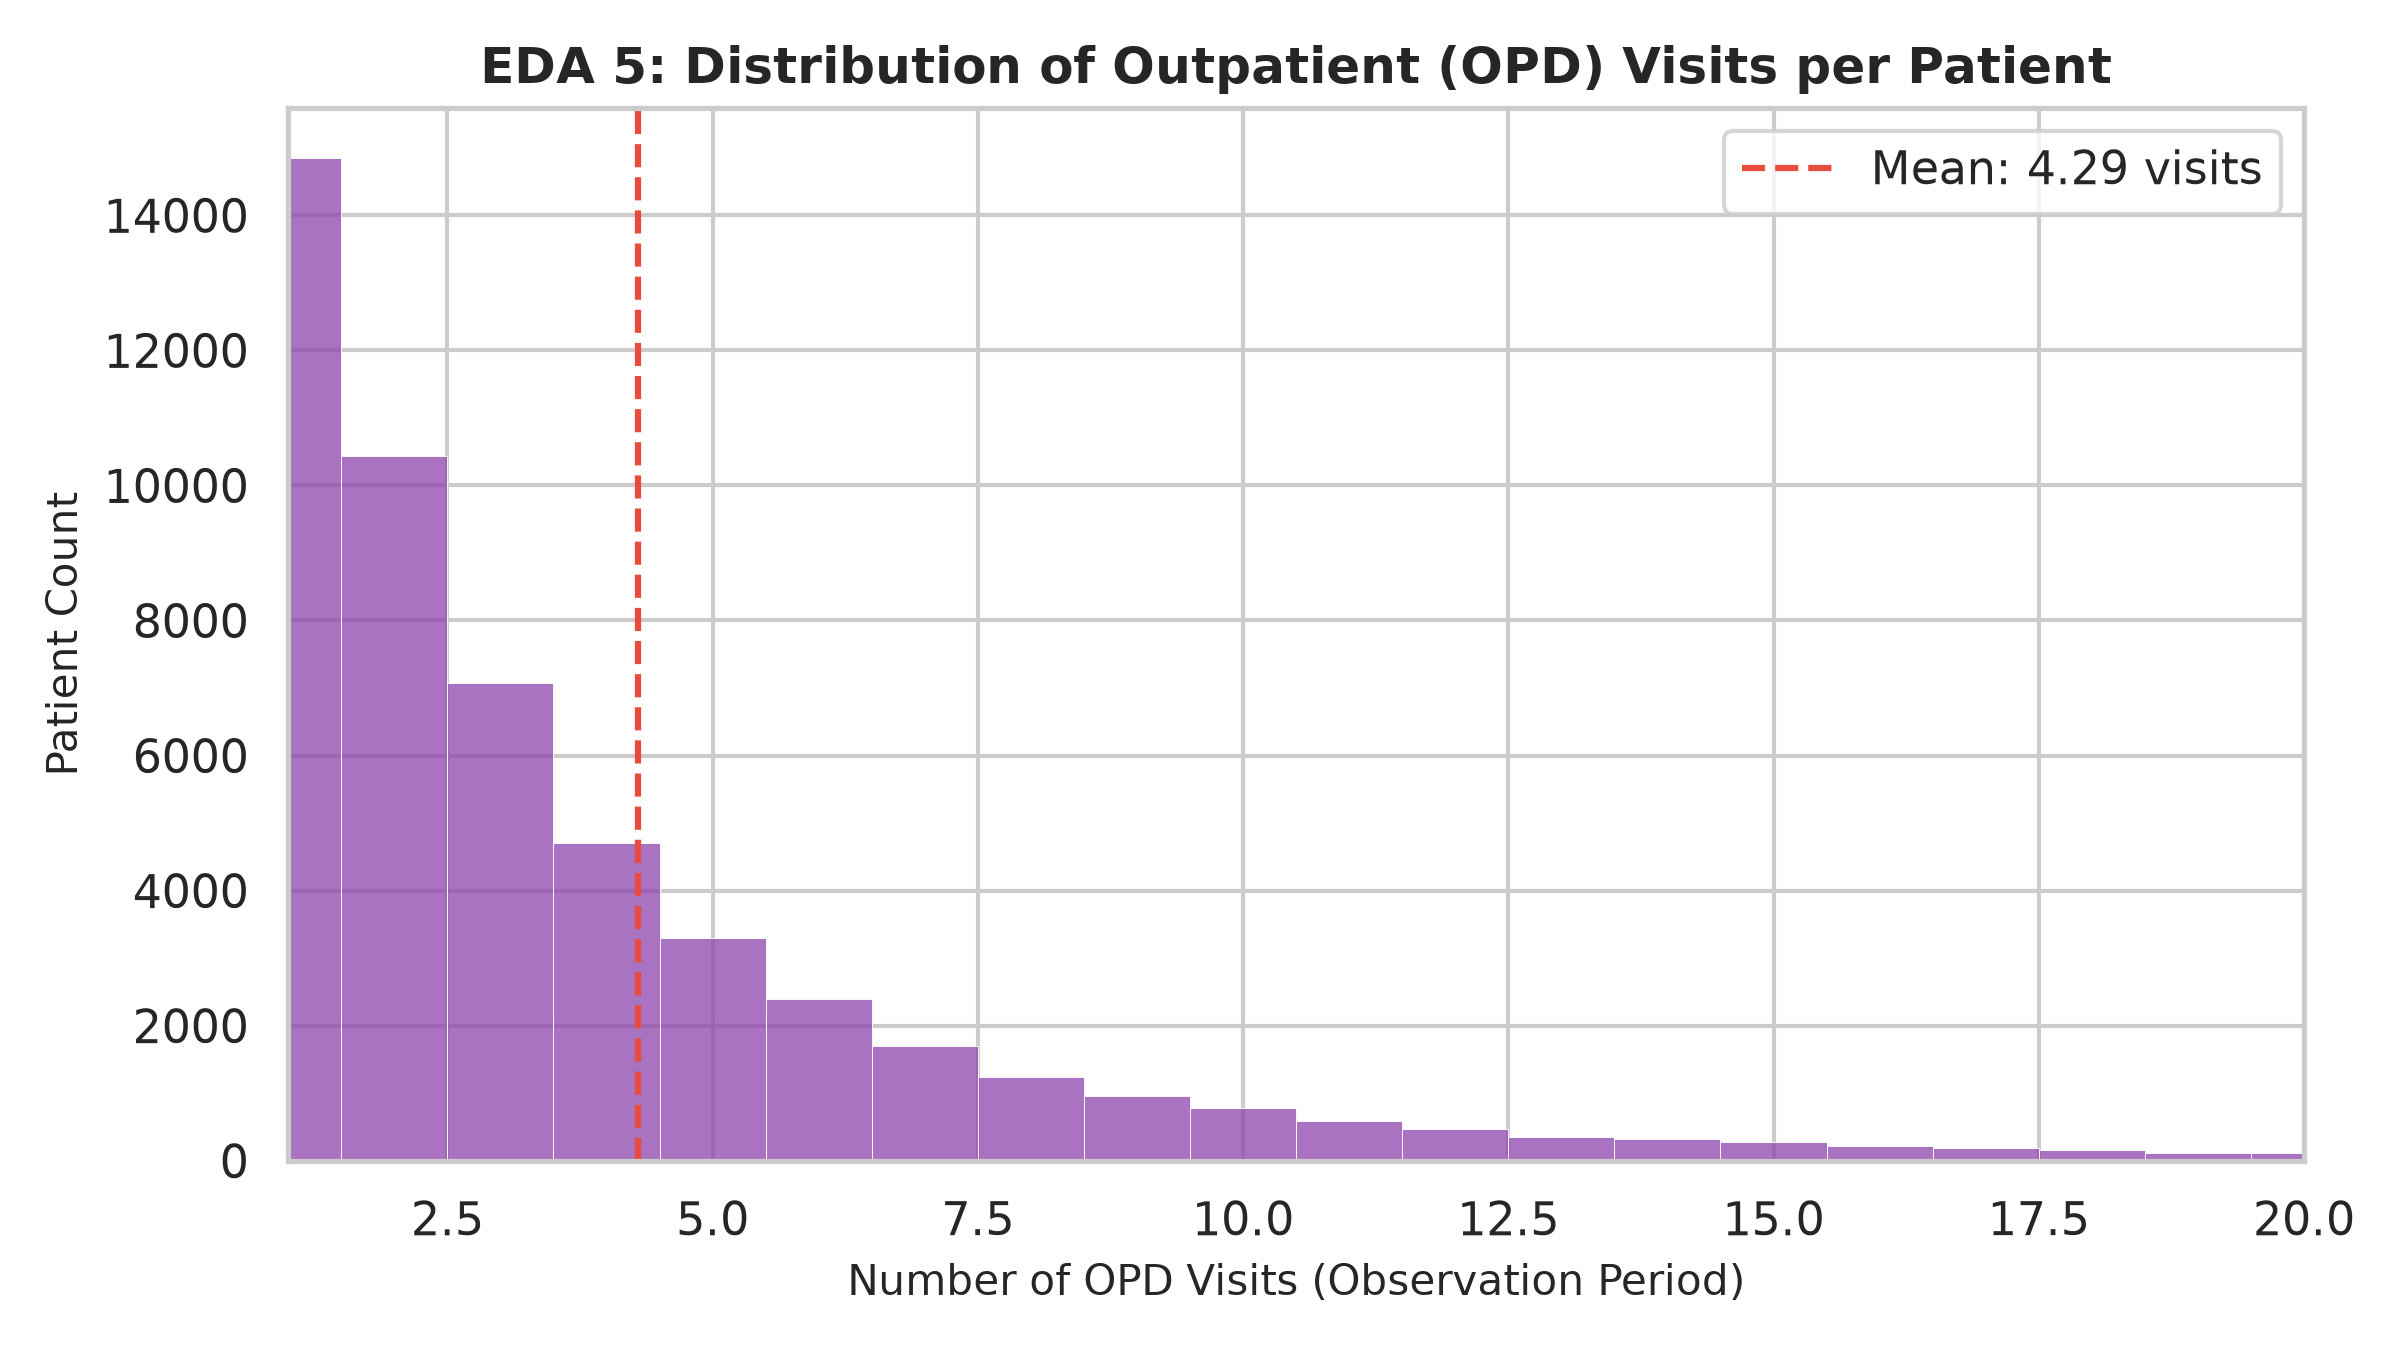 EDA 5: Distribution of Outpatient (OPD) Visits per Patient
Mean: 4.29 visits
Patient Count
14000
12000
10000
8000
6000
4000
2000
0
2.5 5.0 7.5 10.0 12.5 15.0 17.5 20.0
Number of OPD Visits (Observation Period)